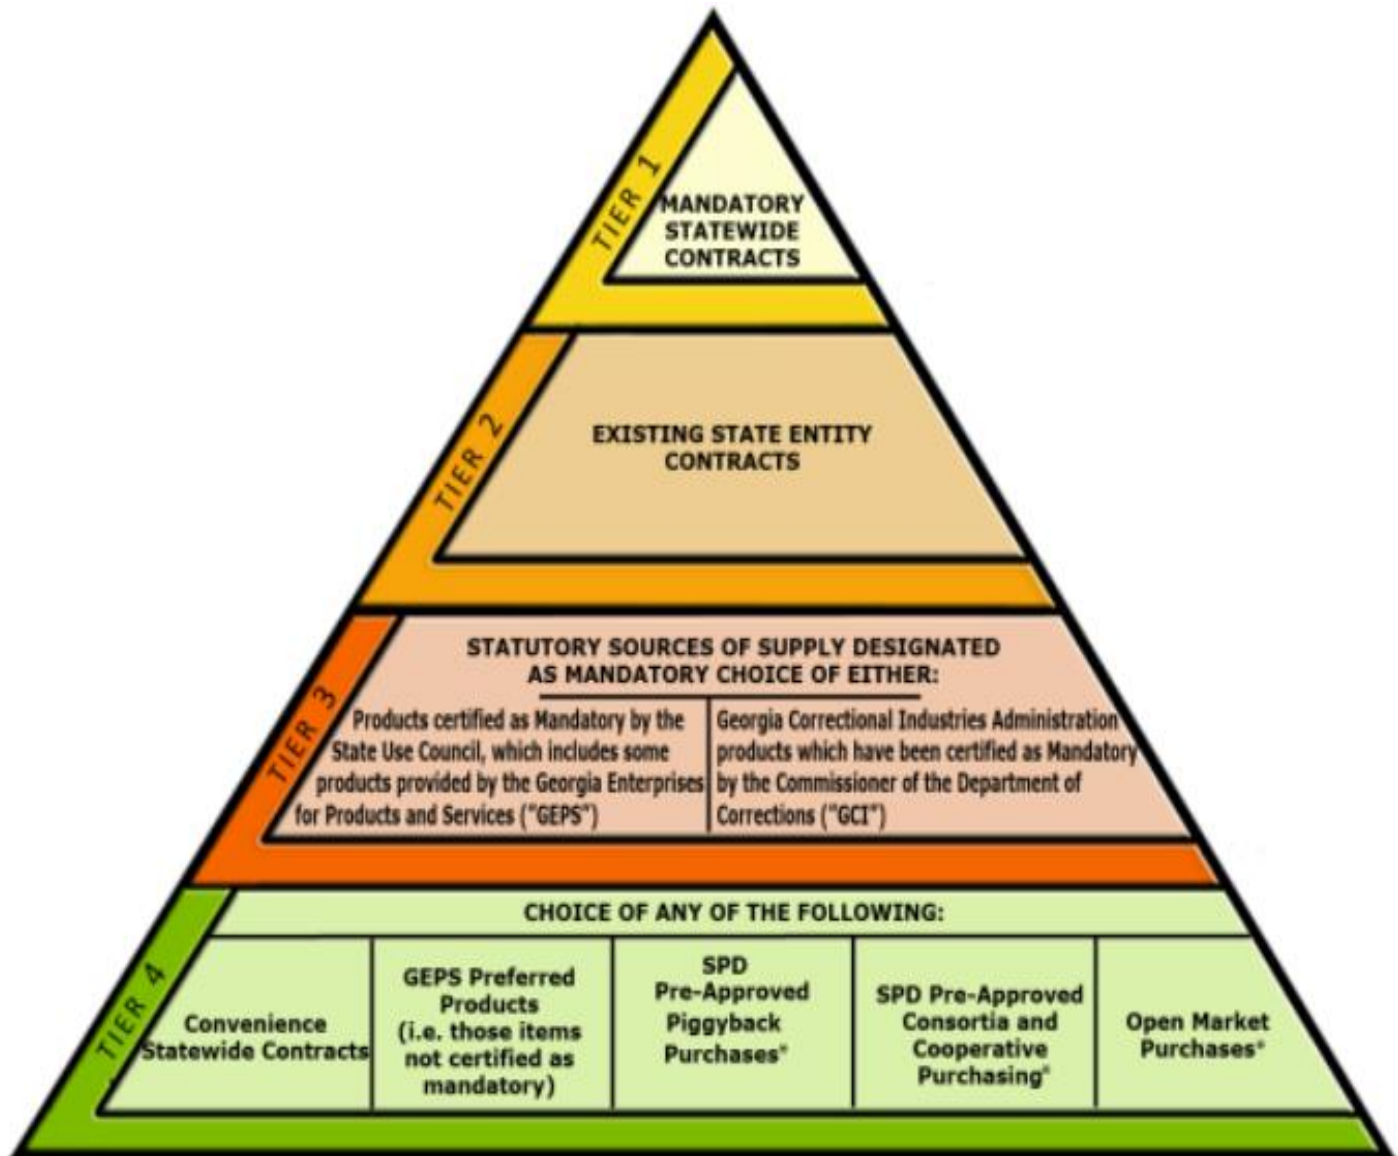 TIER 1
MANDATORY
STATEWIDE
CONTRACTS
TIER 2
EXISTING STATE ENTITY
CONTRACTS
TIER 3
STATUTORY SOURCES OF SUPPLY DESIGNATED
AS MANDATORY CHOICE OF EITHER:
Products certified as Mandatory by the
State Use Council, which includes some
products provided by the Georgia Enterprises
for Products and Services ("GEPS")
Georgia Correctional Industries Administration
products which have been certified as Mandatory
by the Commissioner of the Department of
Corrections ("GCI")
TIER 4
CHOICE OF ANY OF THE FOLLOWING:
Convenience
Statewide Contracts
GEPS Preferred
Products
(i.e. those items
not certified as
mandatory)
SPD
Pre-Approved
Piggyback
Purchases*
SPD Pre-Approved
Consortia and
Cooperative
Purchasing*
Open Market
Purchases*